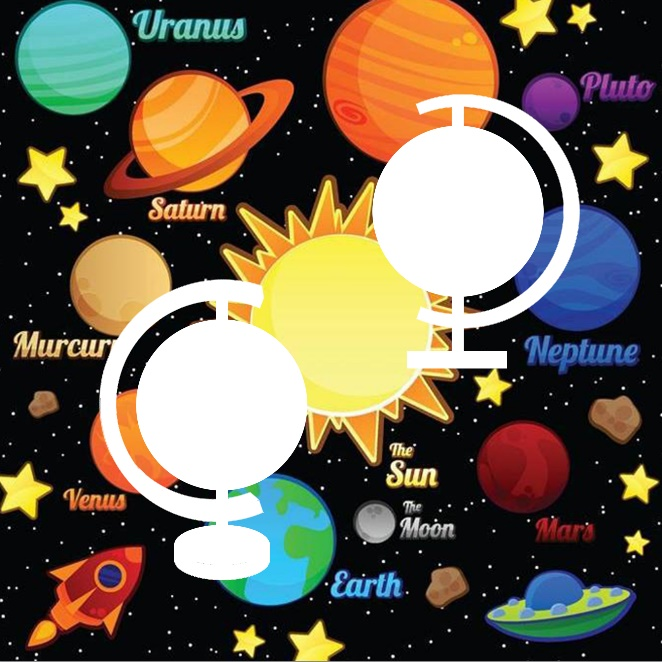 Uranus
Pluto
Saturn
Murcur
Neptune
The
Sun
Venus
The
Moon
Mars
Earth